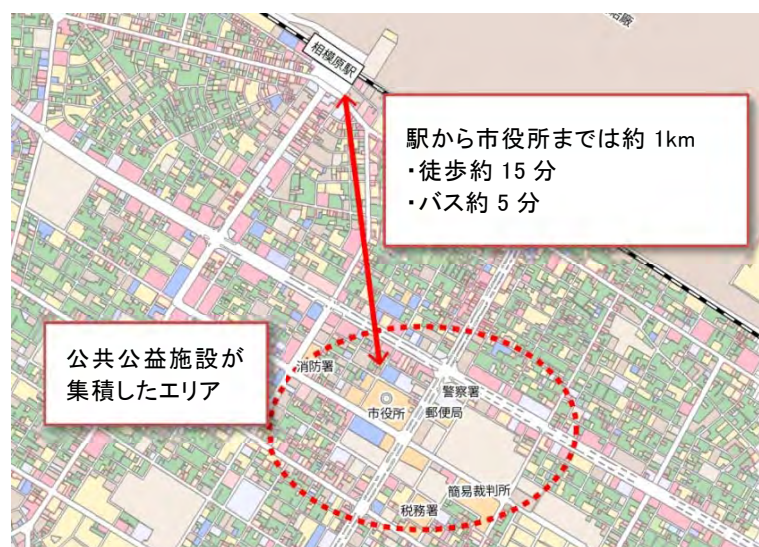 相模原駅
駅から市役所までは約 1km
・徒歩約 15 分
・バス約 5 分
公共公益施設が
集積したエリア
消防署
警察署
市役所
郵便局
簡易裁判所
税務署